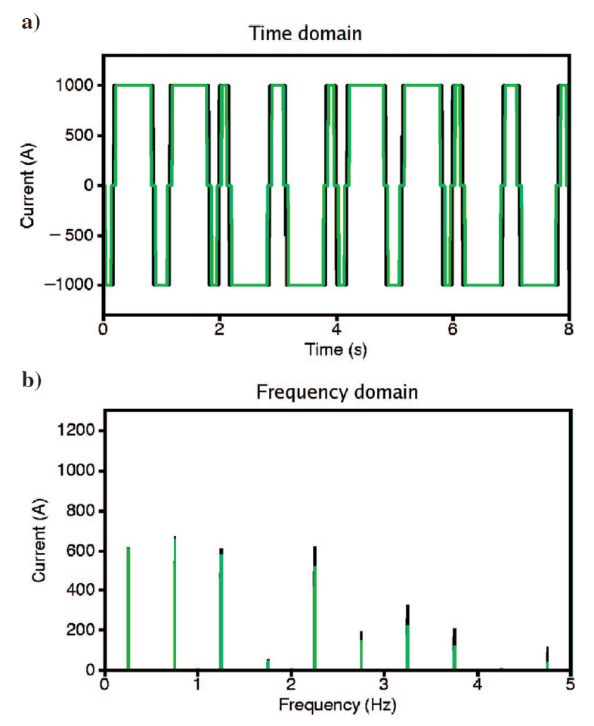 a)
Time domain
1000
500
0
−500
−1000
Current (A)
0 2 4 6 8
Time (s)
b)
Frequency domain
1200
1000
800
600
400
200
0
Current (A)
0 1 2 3 4 5
Frequency (Hz)